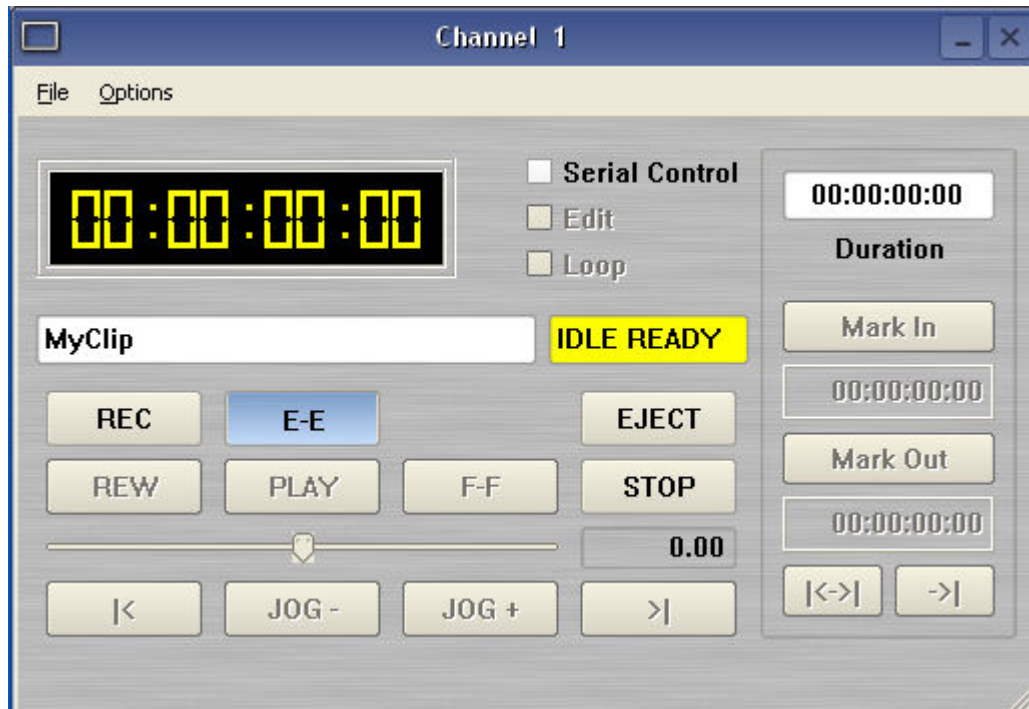 Channel 1
File Options
00:00:00:00
Serial Control
Edit
Loop
00:00:00:00
Duration
MyClip
IDLE READY
Mark In
00:00:00:00
REC E-E EJECT
Mark Out
REW PLAY F-F STOP
00:00:00:00
0.00
|< JOG - JOG + >|
|<->| ->|